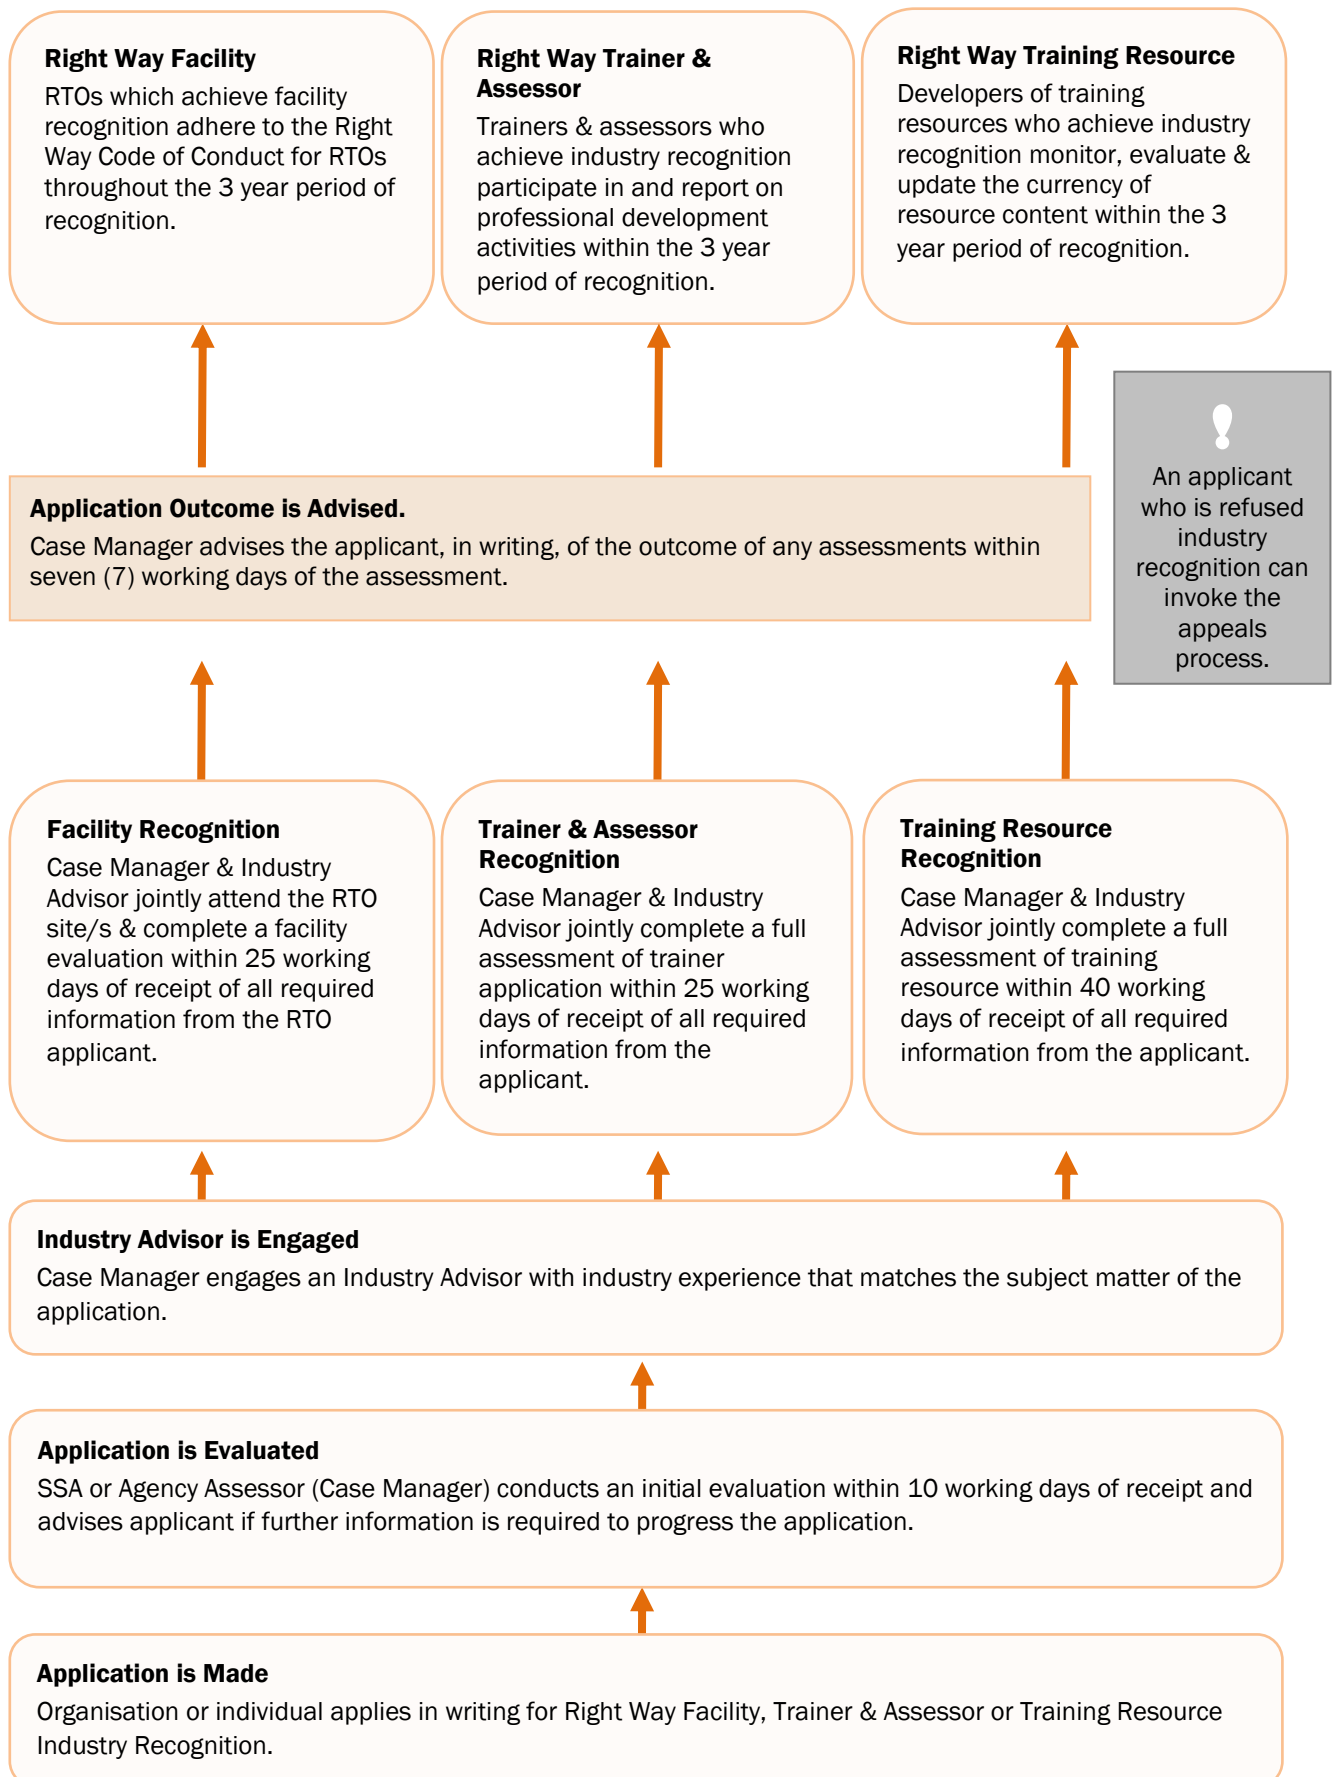 Right Way Facility
RTOs which achieve facility
recognition adhere to the Right
Way Code of Conduct for RTOs
throughout the 3 year period of
recognition.
Right Way Trainer &
Assessor
Trainers & assessors who
achieve industry recognition
participate in and report on
professional development
activities within the 3 year
period of recognition.
Right Way Training Resource
Developers of training
resources who achieve industry
recognition monitor, evaluate &
update the currency of
resource content within the 3
year period of recognition.
!
An applicant
who is refused
industry
recognition can
invoke the
appeals
process.
Application Outcome is Advised.
Case Manager advises the applicant, in writing, of the outcome of any assessments within
seven (7) working days of the assessment.
Facility Recognition
Case Manager & Industry
Advisor jointly attend the RTO
site/s & complete a facility
evaluation within 25 working
days of receipt of all required
information from the RTO
applicant.
Trainer & Assessor
Recognition
Case Manager & Industry
Advisor jointly complete a full
assessment of trainer
application within 25 working
days of receipt of all required
information from the
applicant.
Training Resource
Recognition
Case Manager & Industry
Advisor jointly complete a full
assessment of training
resource within 40 working
days of receipt of all required
information from the applicant.
Industry Advisor is Engaged
Case Manager engages an Industry Advisor with industry experience that matches the subject matter of the
application.
Application is Evaluated
SSA or Agency Assessor (Case Manager) conducts an initial evaluation within 10 working days of receipt and
advises applicant if further information is required to progress the application.
Application is Made
Organisation or individual applies in writing for Right Way Facility, Trainer & Assessor or Training Resource
Industry Recognition.